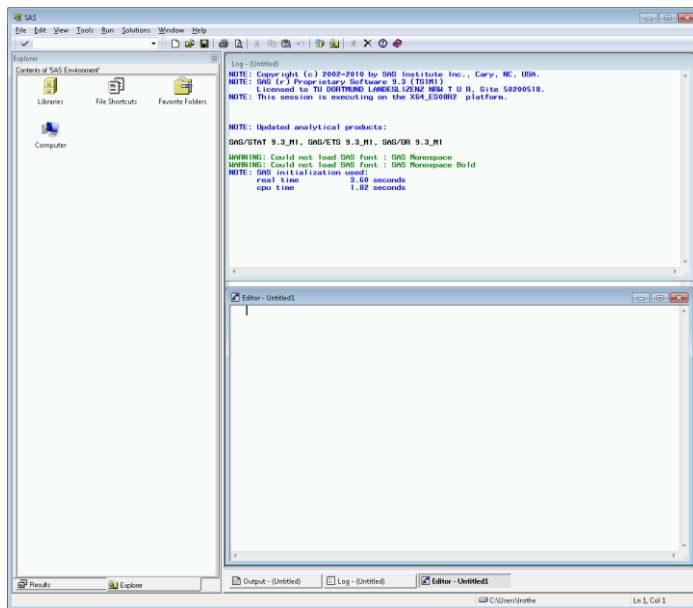 SAS
File Edit View Tools Run Solutions Window Help
Explorer
Contents of 'SAS Environment'
Libraries File Shortcuts Favorite Folders
Computer
Log - (Untitled)
NOTE: Copyright (c) 2002-2010 by SAS Institute Inc., Cary, NC, USA.
NOTE: SAS (r) Proprietary Software 9.3 (TS1M1)
Licensed to TU DORTMUND LANDESLIZENZ NRW T U R, Site 50200518.
NOTE: This session is executing on the X64_ES08R2 platform.
NOTE: Updated analytical products:
SAS/STAT 9.3_M1, SAS/ETS 9.3_M1, SAS/OR 9.3_M1
WARNING: Could not load SAS font : SAS Monospace
WARNING: Could not load SAS font : SAS Monospace Bold
NOTE: SAS initialization used:
real time 3.60 seconds
cpu time 1.82 seconds
Editor - Untitled1
Results Explorer
Output - (Untitled) Log - (Untitled) Editor - Untitled1
C:\Users\lrothe Ln 1, Col 1